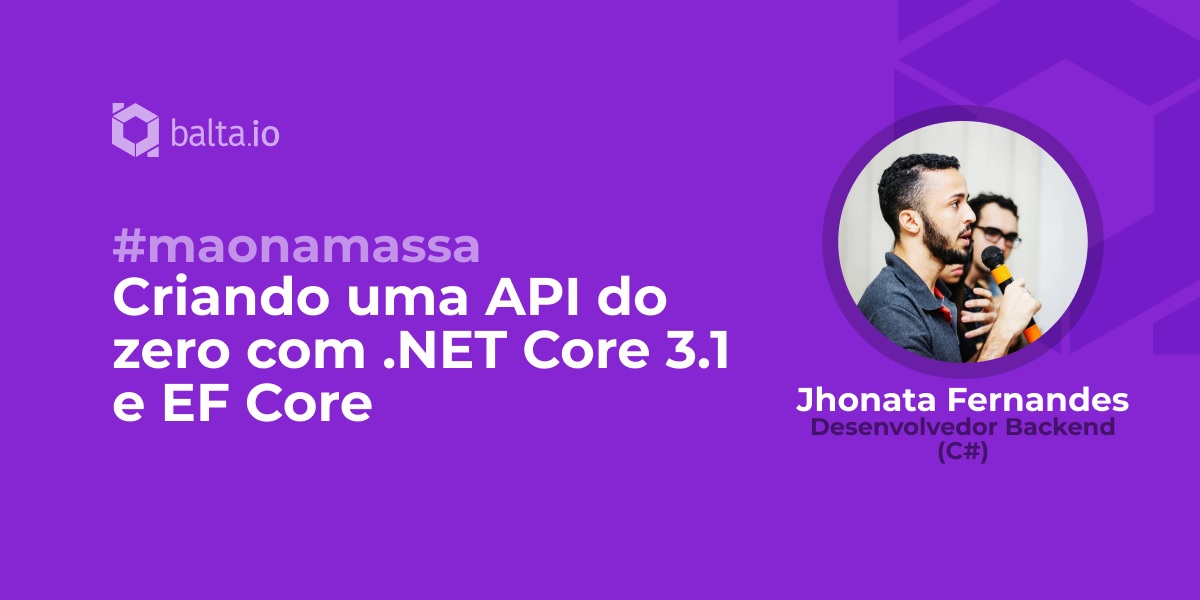 balta.io
#maonamassa
Criando uma API do
zero com .NET Core 3.1
e EF Core
Jhonata Fernandes
Desenvolvedor Backend
(C#)